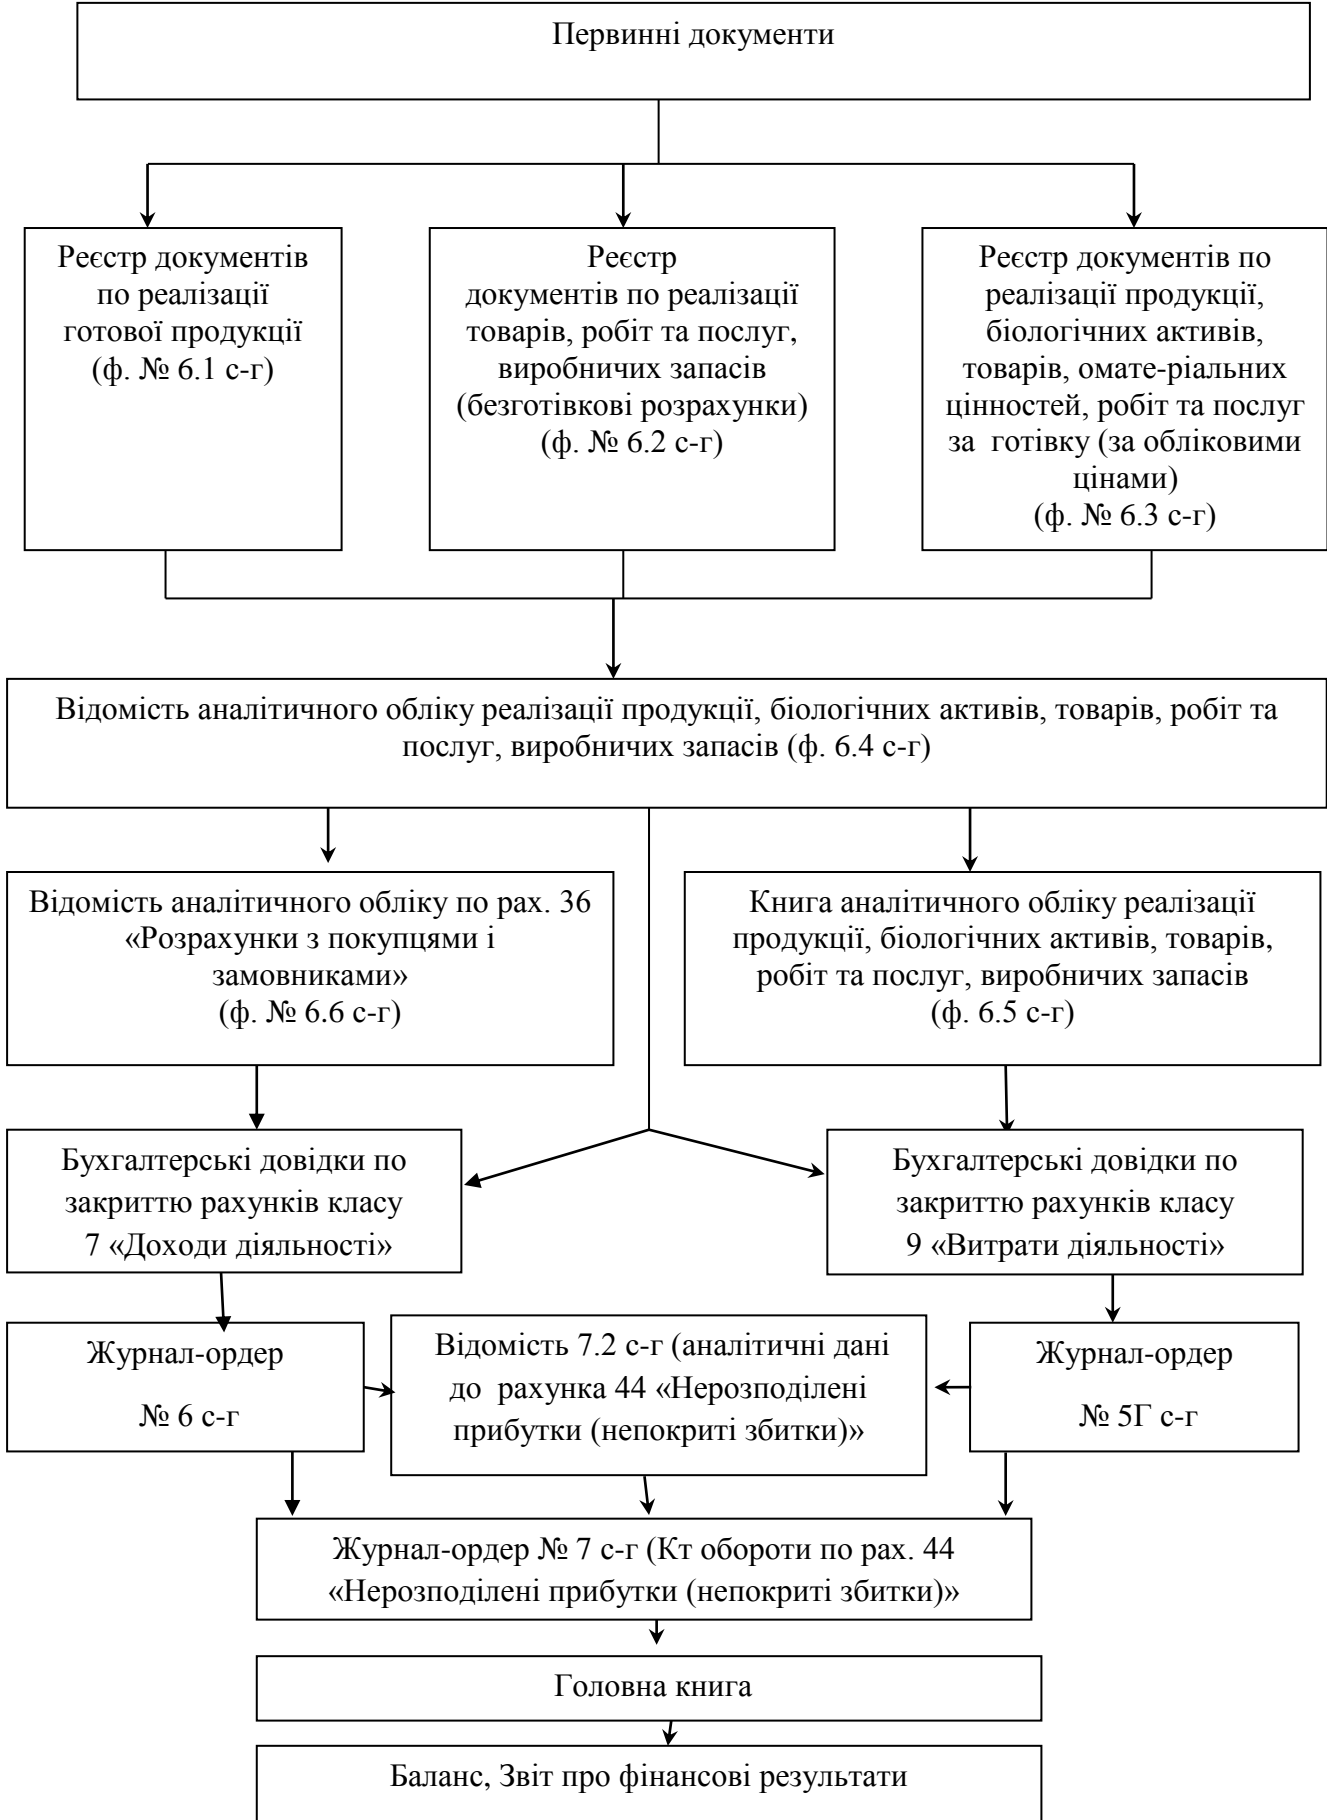 Первинні документи
Реєстр документів
по реалізації
готової продукції
(ф. № 6.1 с-г)
Реєстр
документів по реалізації
товарів, робіт та послуг,
виробничих запасів
(безготівкові розрахунки)
(ф. № 6.2 с-г)
Реєстр документів по
реалізації продукції,
біологічних активів,
товарів, омате-ріальних
цінностей, робіт та послуг
за готівку (за обліковими
цінами)
(ф. № 6.3 с-г)
Відомість аналітичного обліку реалізації продукції, біологічних активів, товарів, робіт та
послуг, виробничих запасів (ф. 6.4 с-г)
Відомість аналітичного обліку по рах. 36
«Розрахунки з покупцями і
замовниками»
(ф. № 6.6 с-г)
Книга аналітичного обліку реалізації
продукції, біологічних активів, товарів,
робіт та послуг, виробничих запасів
(ф. 6.5 с-г)
Бухгалтерські довідки по
закриттю рахунків класу
7 «Доходи діяльності»
Бухгалтерські довідки по
закриттю рахунків класу
9 «Витрати діяльності»
Журнал-ордер
№ 6 с-г
Відомість 7.2 с-г (аналітичні дані
до рахунка 44 «Нерозподілені
прибутки (непокриті збитки)»
Журнал-ордер
№ 5Г с-г
Журнал-ордер № 7 с-г (Кт обороти по рах. 44
«Нерозподілені прибутки (непокриті збитки)»
Головна книга
Баланс, Звіт про фінансові результати